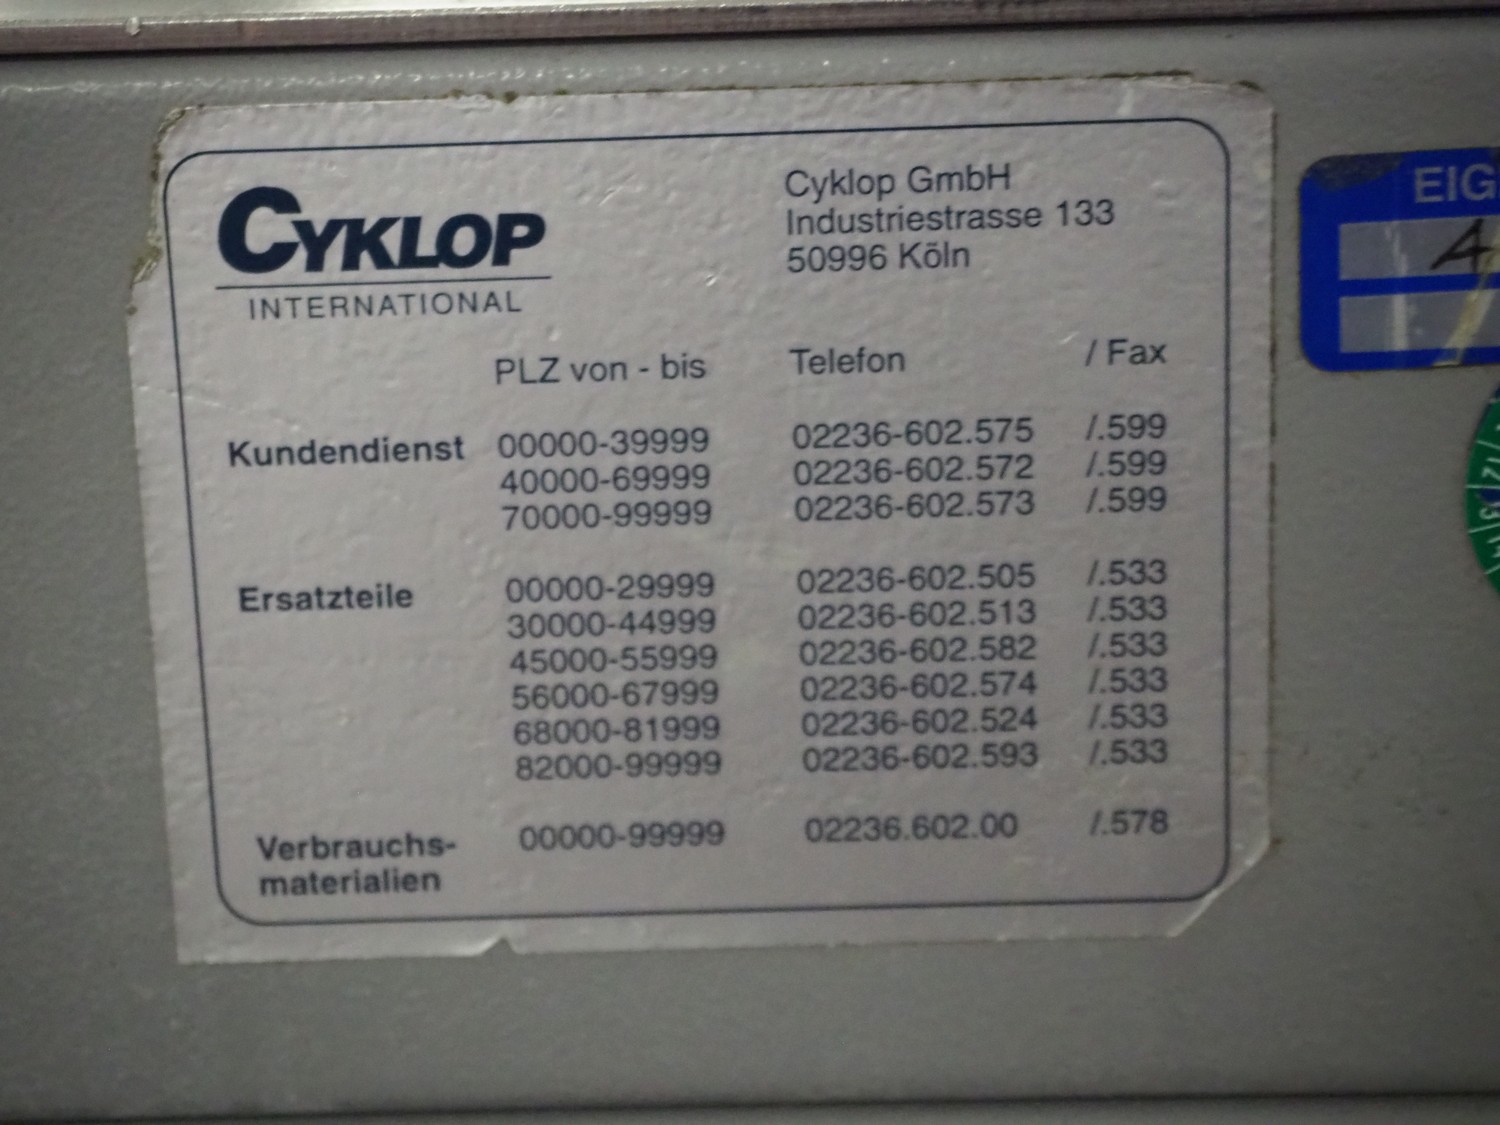 CYKLOP
INTERNATIONAL
Cyklop GmbH
Industriestrasse 133
50996 Köln
PLZ von - bis Telefon / Fax
Kundendienst 00000-39999 02236-602.575 /.599
40000-69999 02236-602.572 /.599
70000-99999 02236-602.573 /.599
Ersatzteile 00000-29999 02236-602.505 /.533
30000-44999 02236-602.513 /.533
45000-55999 02236-602.582 /.533
56000-67999 02236-602.574 /.533
68000-81999 02236-602.524 /.533
82000-99999 02236-602.593 /.533
Verbrauchs- 00000-99999 02236.602.00 /.578
materialien
EIG
A